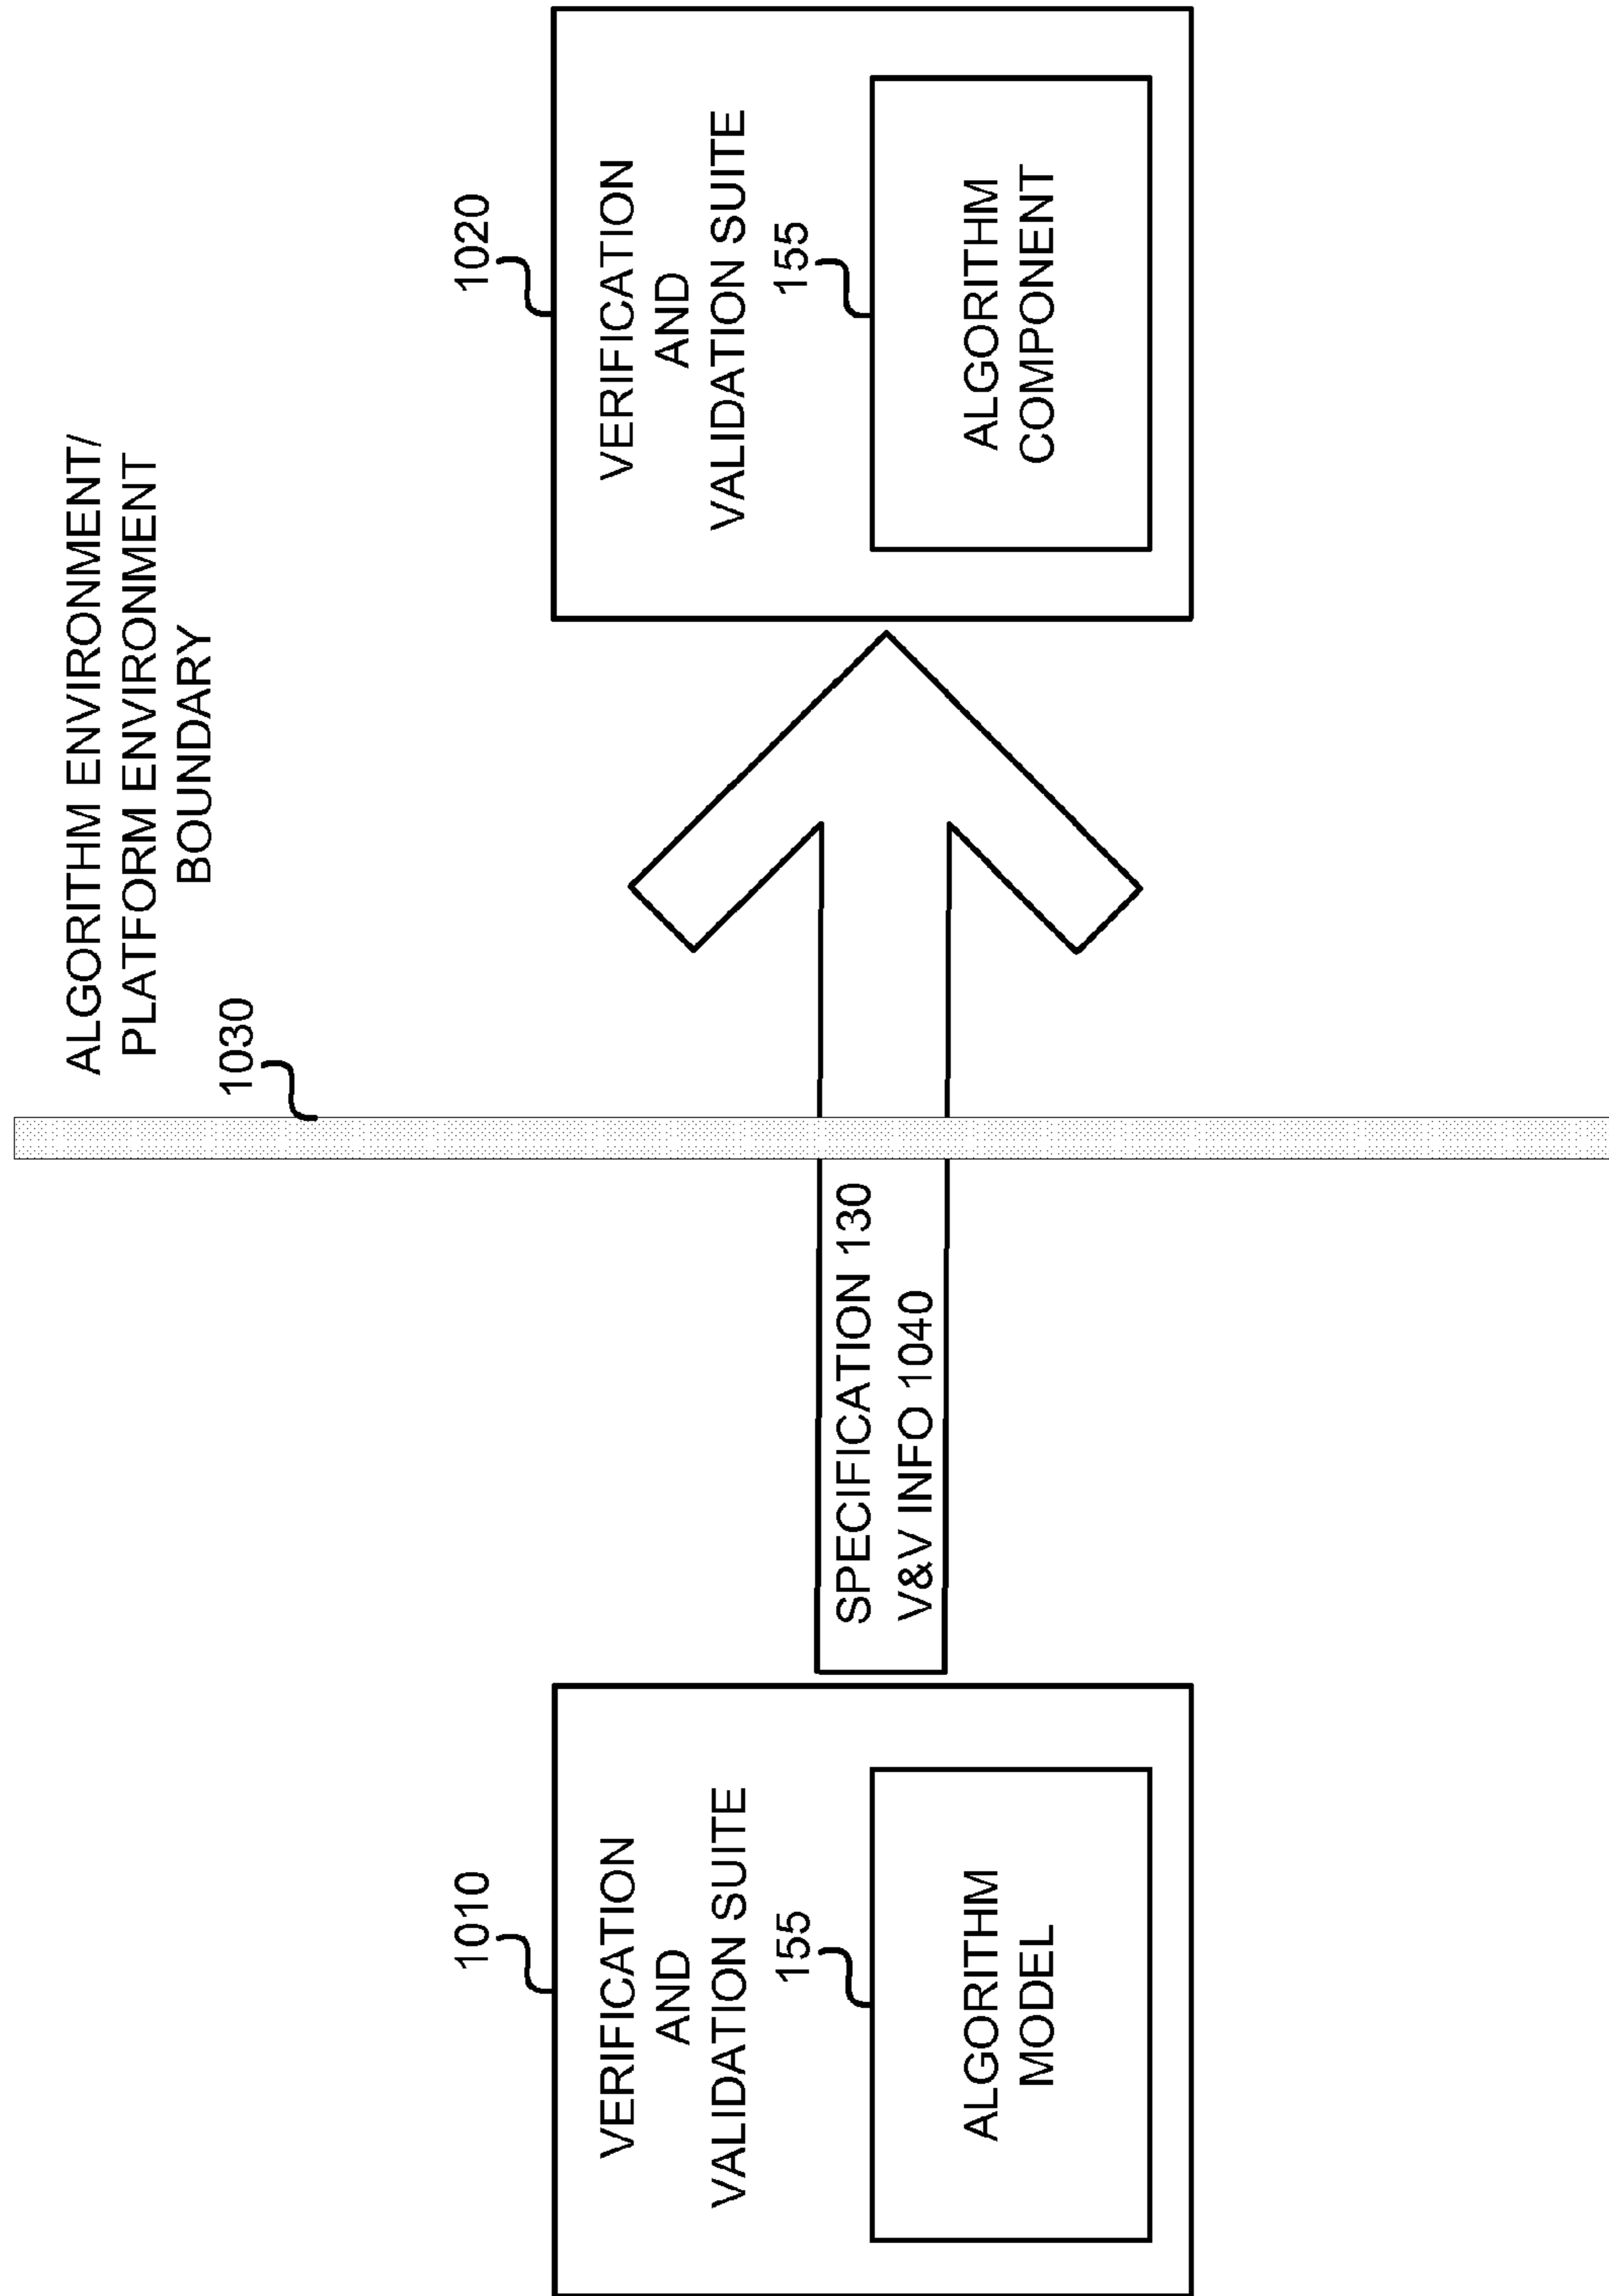 ALGORITHM ENVIRONMENT/
PLATFORM ENVIRONMENT
BOUNDARY
1030
1010
VERIFICATION
AND
VALIDATION SUITE
155
ALGORITHM
MODEL
SPECIFICATION 130
V&V INFO 1040
1020
VERIFICATION
AND
VALIDATION SUITE
155
ALGORITHM
COMPONENT